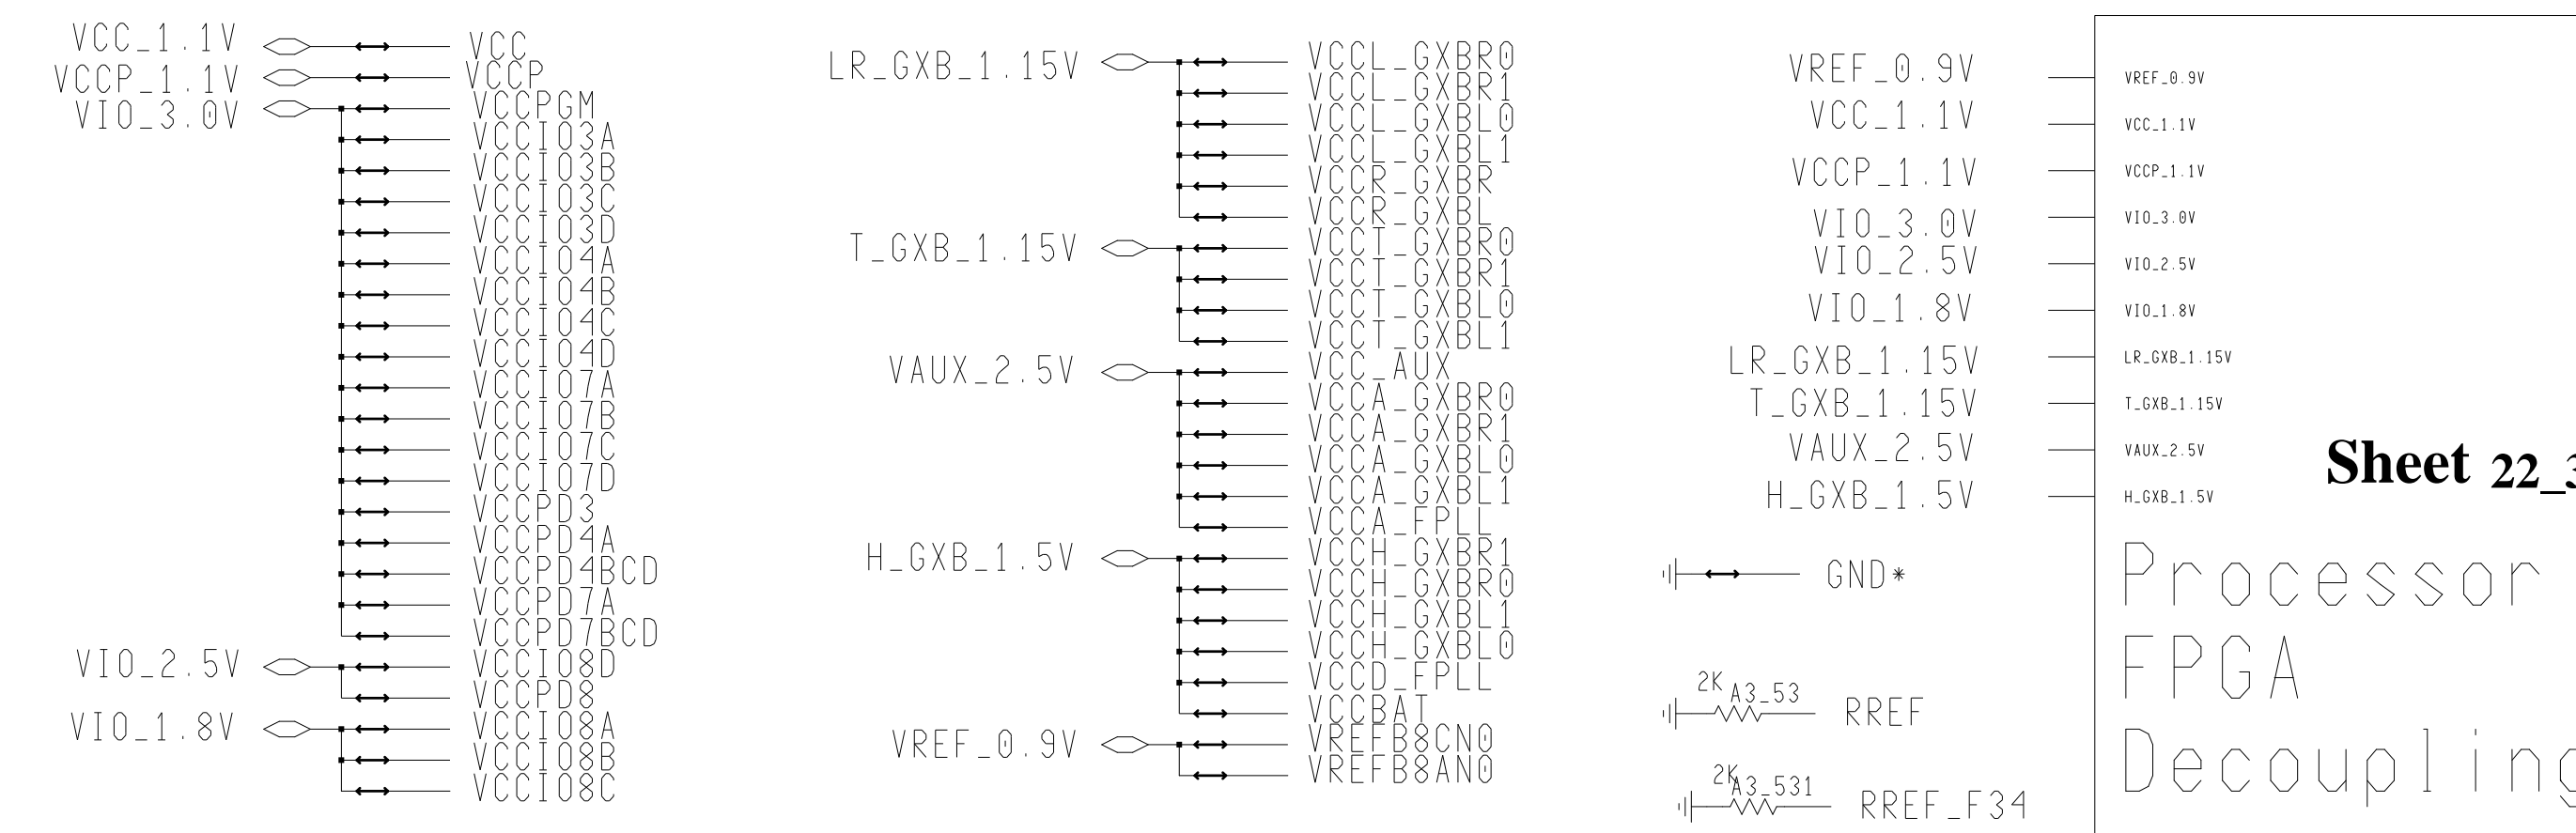 VCC_1.1V
VCCP_1.1V
VIO_3.0V
VCC
VCCP
VCCPGM
VCCIO3A
VCCIO3B
VCCIO3C
VCCIO3D
VCCIO4A
VCCIO4B
VCCIO4C
VCCIO4D
VCCIO7A
VCCIO7B
VCCIO7C
VCCIO7D
VCCPD3
VCCPD4A
VCCPD4BCD
VCCPD7A
VCCPD7BCD
VIO_2.5V
VCCIO8D
VCCPD8
VIO_1.8V
VCCIO8A
VCCIO8B
VCCIO8C
LR_GXB_1.15V
VCCL_GXBR0
VCCL_GXBR1
VCCL_GXBL0
VCCL_GXBL1
VCCR_GXBR
VCCR_GXBL
T_GXB_1.15V
VCCT_GXBR0
VCCT_GXBR1
VCCT_GXBL0
VCCT_GXBL1
VAUX_2.5V
VCC_AUX
VCCA_GXBR0
VCCA_GXBR1
VCCA_GXBL0
VCCA_GXBL1
VCCA_FPLL
H_GXB_1.5V
VCCH_GXBR1
VCCH_GXBR0
VCCH_GXBL1
VCCH_GXBL0
VCCD_FPLL
VCCBAT
VREF_0.9V
VREFB8CN0
VREFB8AN0
VREF_0.9V
VCC_1.1V
VCCP_1.1V
VIO_3.0V
VIO_2.5V
VIO_1.8V
LR_GXB_1.15V
T_GXB_1.15V
VAUX_2.5V
H_GXB_1.5V
GND*
2K
A3_53
RREF
2K
A3_531
RREF_F34
VREF_0.9V
VCC_1.1V
VCCP_1.1V
VIO_3.0V
VIO_2.5V
VIO_1.8V
LR_GXB_1.15V
T_GXB_1.15V
VAUX_2.5V
H_GXB_1.5V
Sheet 22_3
Processor
FPGA
Decoupling